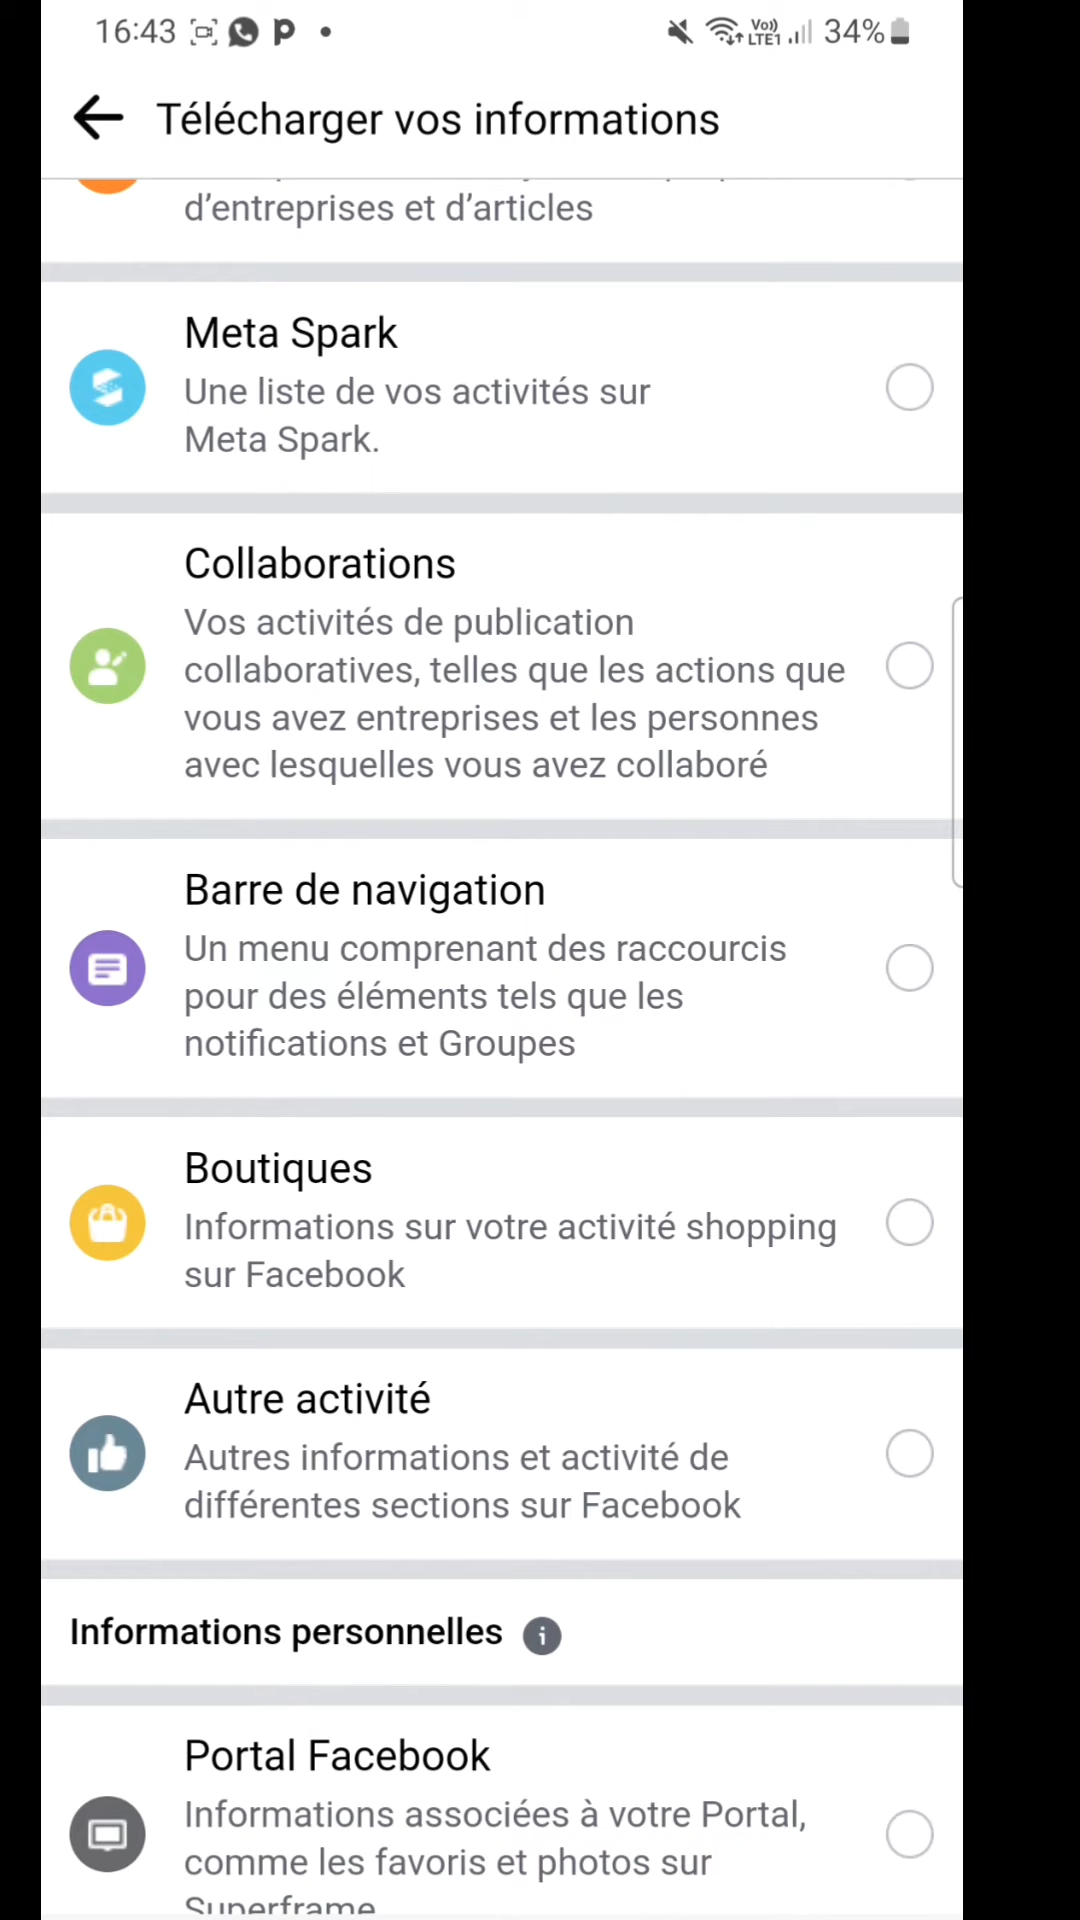 16:43
Vo)) LTE1 34%
Télécharger vos informations
d’entreprises et d’articles
Meta Spark
Une liste de vos activités sur
Meta Spark.
Collaborations
Vos activités de publication
collaboratives, telles que les actions que
vous avez entreprises et les personnes
avec lesquelles vous avez collaboré
Barre de navigation
Un menu comprenant des raccourcis
pour des éléments tels que les
notifications et Groupes
Boutiques
Informations sur votre activité shopping
sur Facebook
Autre activité
Autres informations et activité de
différentes sections sur Facebook
Informations personnelles
Portal Facebook
Informations associées à votre Portal,
comme les favoris et photos sur
Superframe